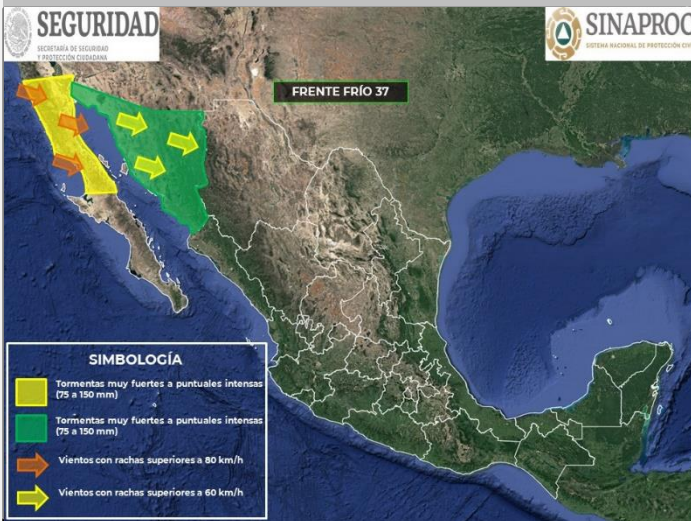 SEGURIDAD
SECRETARÍA DE SEGURIDAD
Y PROTECCIÓN CIUDADANA
SINAPROC
SISTEMA NACIONAL DE PROTECCIÓN CIV
FRENTE FRÍO 37
SIMBOLOGÍA
Tormentas muy fertes a puntuales intensas
(75 a 150 mm)
Tormentas muy fuertes a puntuales intensas
(75 a 150 mm)
Vientos con rachas superiores a 80 km/h
Vientos con rachas superiores a 60 km/h